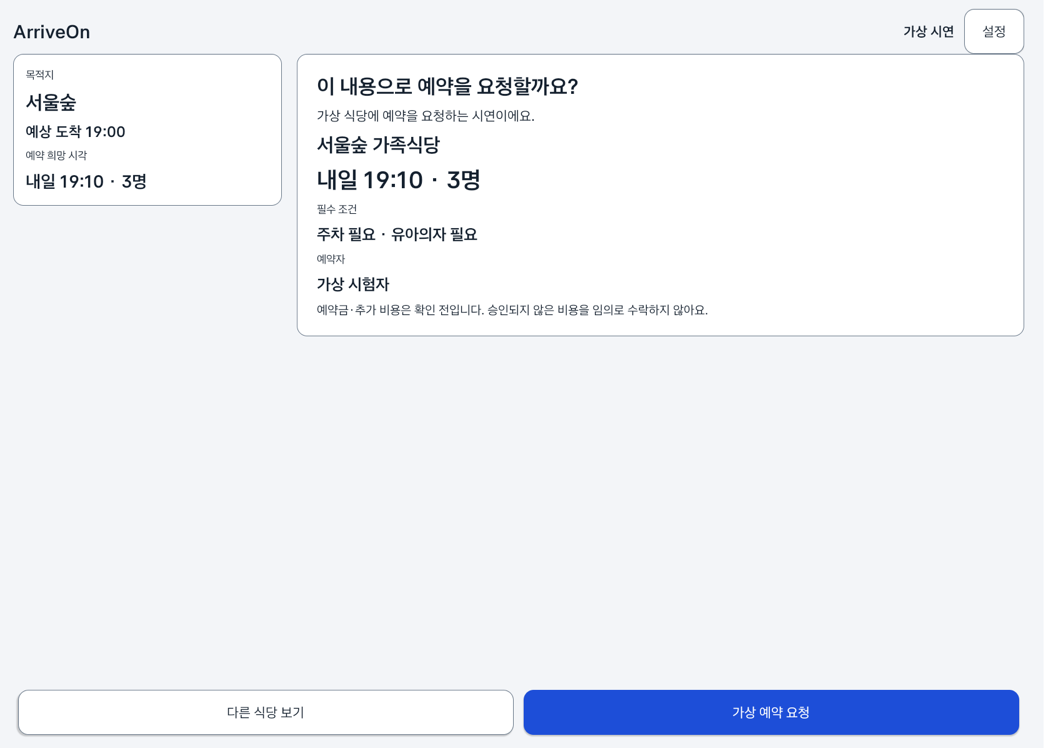 ArriveOn
가상 시연
설정
목적지
서울숲
예상 도착 19:00
예약 희망 시각
내일 19:10 · 3명
이 내용으로 예약을 요청할까요?
가상 식당에 예약을 요청하는 시연이에요.
서울숲 가족식당
내일 19:10 · 3명
필수 조건
주차 필요 · 유아의자 필요
예약자
가상 시험자
예약금·추가 비용은 확인 전입니다. 승인되지 않은 비용을 임의로 수락하지 않아요.
다른 식당 보기
가상 예약 요청